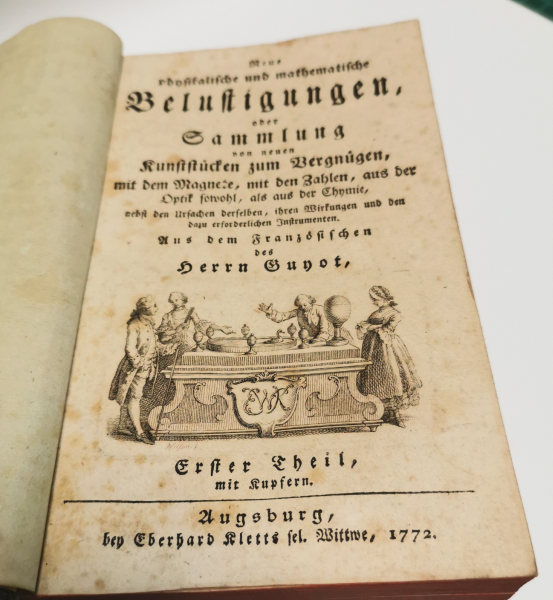 Neue
physikalische und mathematische
Belustigungen,
oder
Sammlung
von neuen
Kunststücken zum Vergnügen,
mit dem Magnete, mit den Zahlen, aus der
Optik sowohl, als aus der Chymie,
nebst den Ursachen derselben, ihren Wirkungen und den
dazu erforderlichen Instrumenten.
Aus dem Französischen
des
Herrn Guyot,
Erster Theil,
mit Kupfern.
Augsburg,
bey Eberhard Kletts sel. Wittwe, 1772.